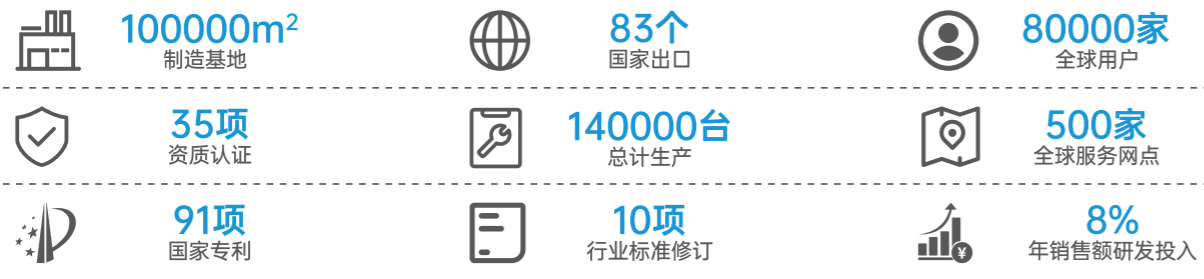 100000m²
制造基地
83个
国家出口
80000家
全球用户
35项
资质认证
140000台
总计生产
500家
全球服务网点
91项
国家专利
10项
行业标准修订
¥
8%
年销售额研发投入